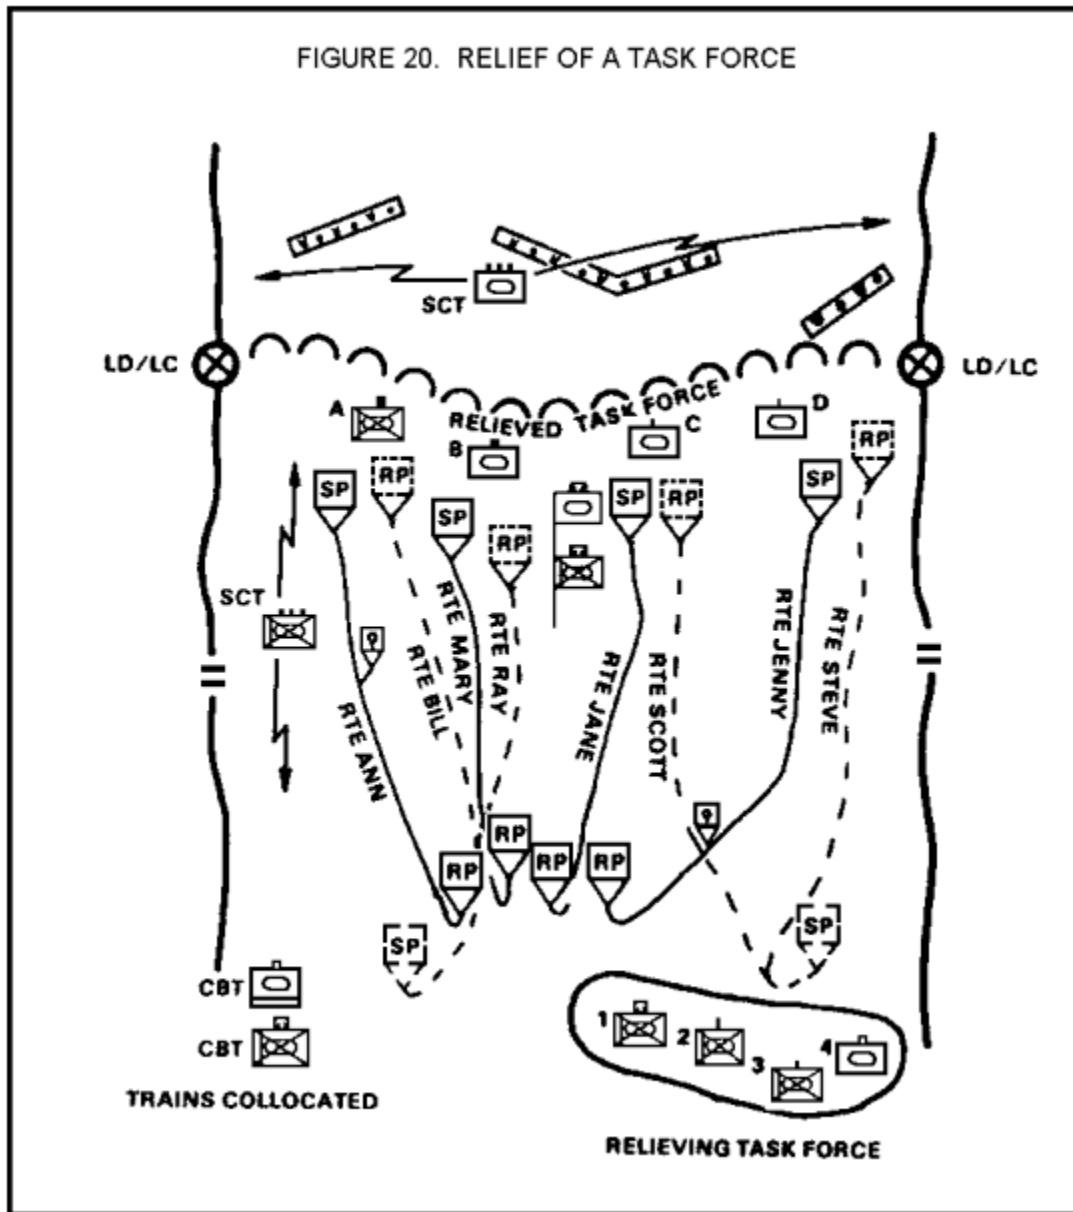 FIGURE 20. RELIEF OF A TASK FORCE
SCT
LD/LC
LD/LC
RELIEVED TASK FORCE
A
B
C
D
SP
RP
SP
RP
SP
RP
SP
RP
SCT
RTE ANN
RTE BILL
RTE MARY
RTE RAY
RTE JANE
RTE SCOTT
RTE JENNY
RTE STEVE
RP
RP
RP
RP
SP
SP
CBT
CBT
TRAINS COLLOCATED
1
2
3
4
RELIEVING TASK FORCE